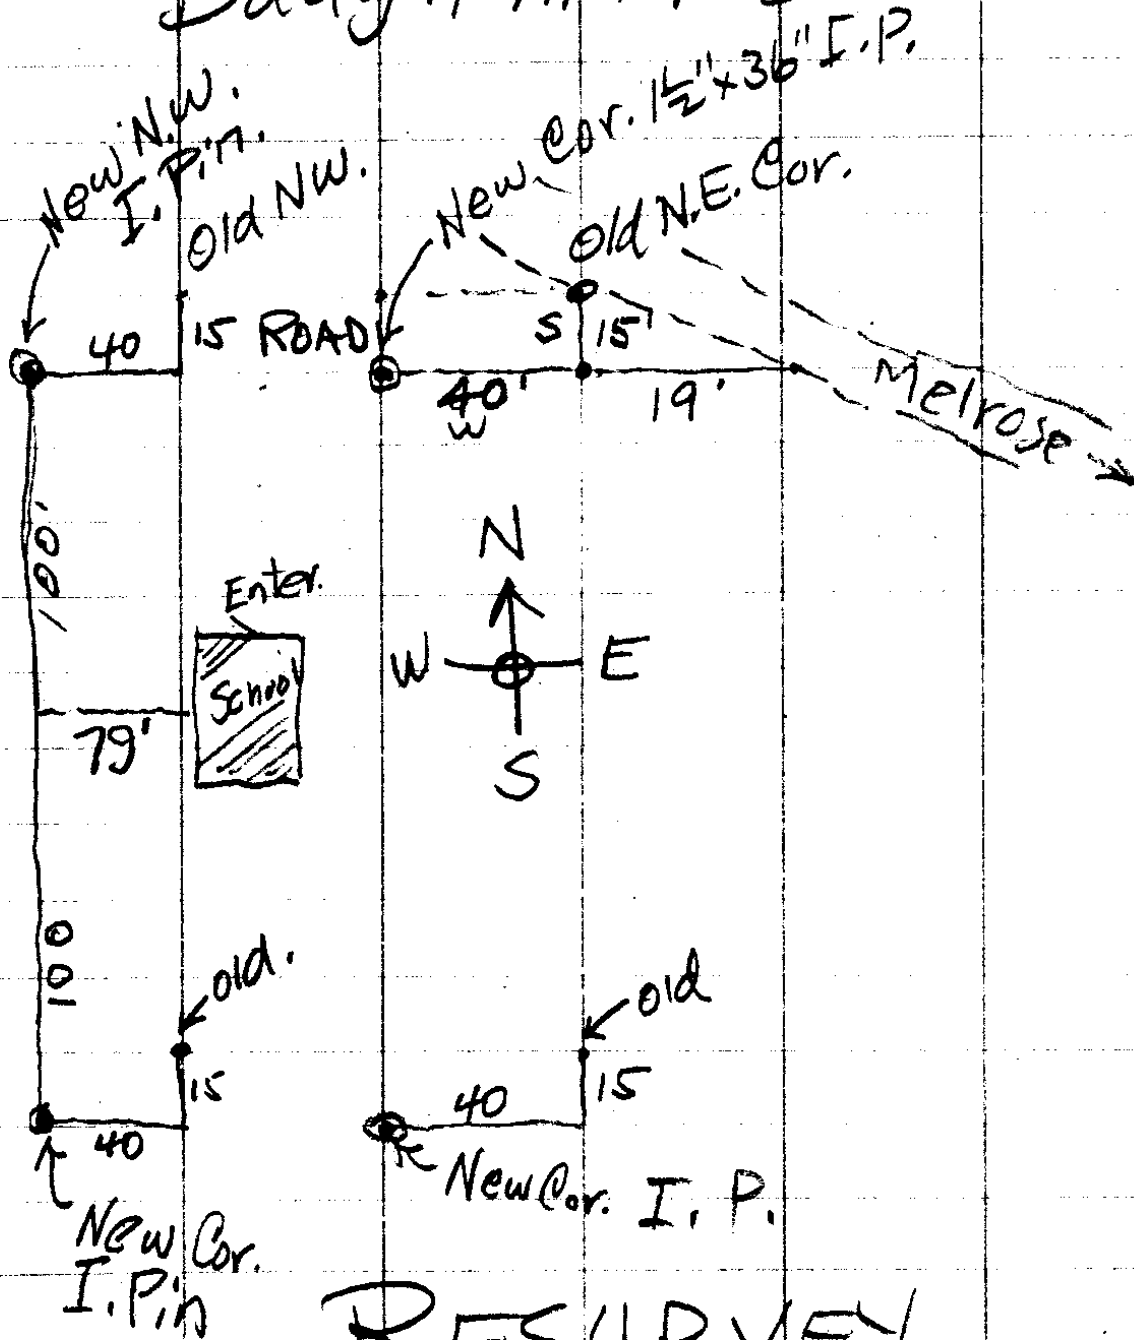 New N.W.
I. Pin.
Old NW.
New Cor. 1½"x36" I.P.
Old N.E. Cor.
40
15
ROAD
S
15'
40'
W
19'
Melrose
100'
N
W
E
S
Enter.
School
79'
100
old.
old
15
15
40
40
New Cor.
I. Pin
New Cor. I. P.
RESURVEY